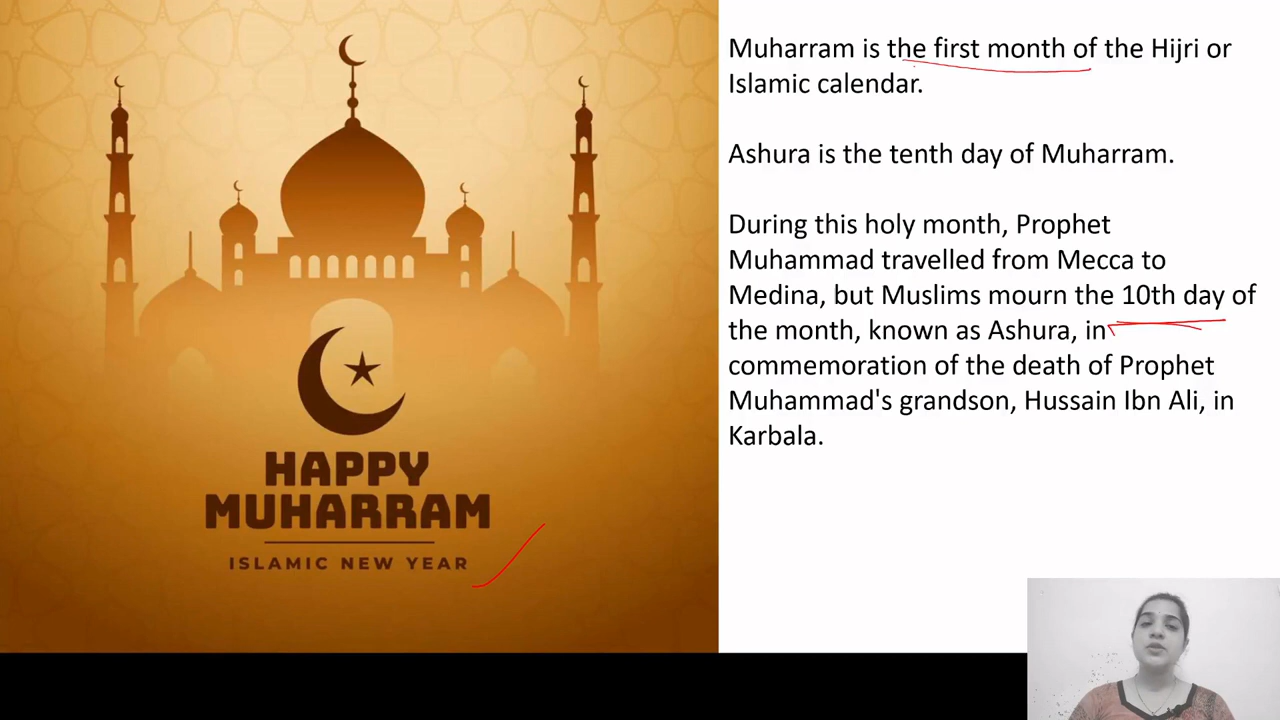 HAPPY
MUHARRAM
ISLAMIC NEW YEAR
Muharram is the first month of the Hijri or
Islamic calendar.
Ashura is the tenth day of Muharram.
During this holy month, Prophet
Muhammad travelled from Mecca to
Medina, but Muslims mourn the 10th day of
the month, known as Ashura, in
commemoration of the death of Prophet
Muhammad's grandson, Hussain Ibn Ali, in
Karbala.